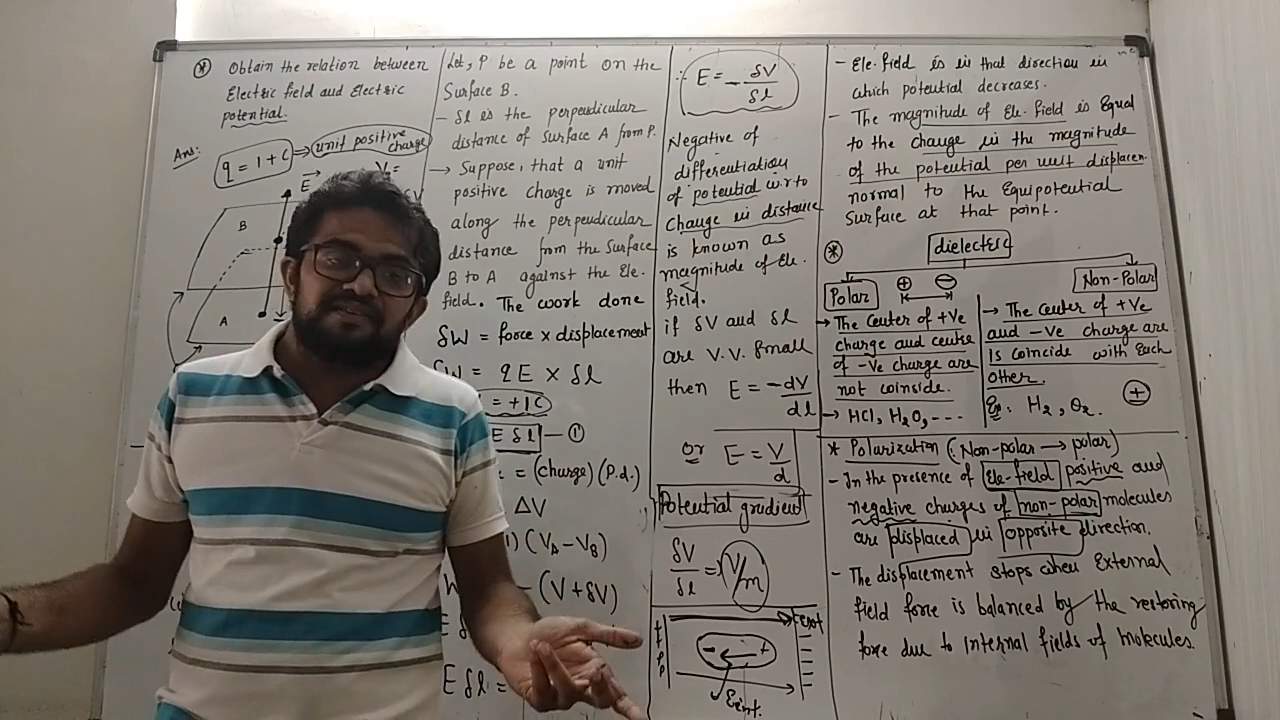 * Obtain the relation between
Electric field and Electric
potential.
Ans:
q = 1 + C ⇒ unit positive
charge
E
B
A
Let, P be a point on the
Surface B.
- δl is the perpendicular
distance of Surface A from P.
→ Suppose, that a unit
positive charge is moved
along the perpendicular
distance from the Surface
B to A against the Ele.
field. The work done
δW = force x displacement
= qE × δl
= +1C
E δl — ①
= (charge) (P.d.)
ΔV
(VA - VB)
- (V + δV)
E δl =
∴ E = - δV/δl
Negative of
differentiation
of potential w.r to
change in distance
is known as
magnitude of Ele.
field.
if δV and δl
are V.V. Small
then E = -dV/dl
or E = V/d
Potential gradient
δV/δl ⇒ V/m
Eext
- +
Eint.
- Ele. field is in that direction in
which potential decreases.
- The magnitude of Ele. field is Equal
to the change in the magnitude
of the potential per unit displacen.
normal to the Equipotential
Surface at that point.
* dielectric
Polar + - Non-Polar
→ The center of +Ve
charge and center
of -Ve charge are
not coinside.
→ HCl, H2O, ---
→ The center of +Ve
and -Ve charge are
is coincide with Each
other.
Eg: H2, O2. ±
* Polarization (: Non-polar → polar)
- In the presence of Ele-field positive and
negative charges of non-polar molecules
are displaced in opposite direction.
- The displacement stops when External
field force is balanced by the restoring
force due to internal fields of molecules.